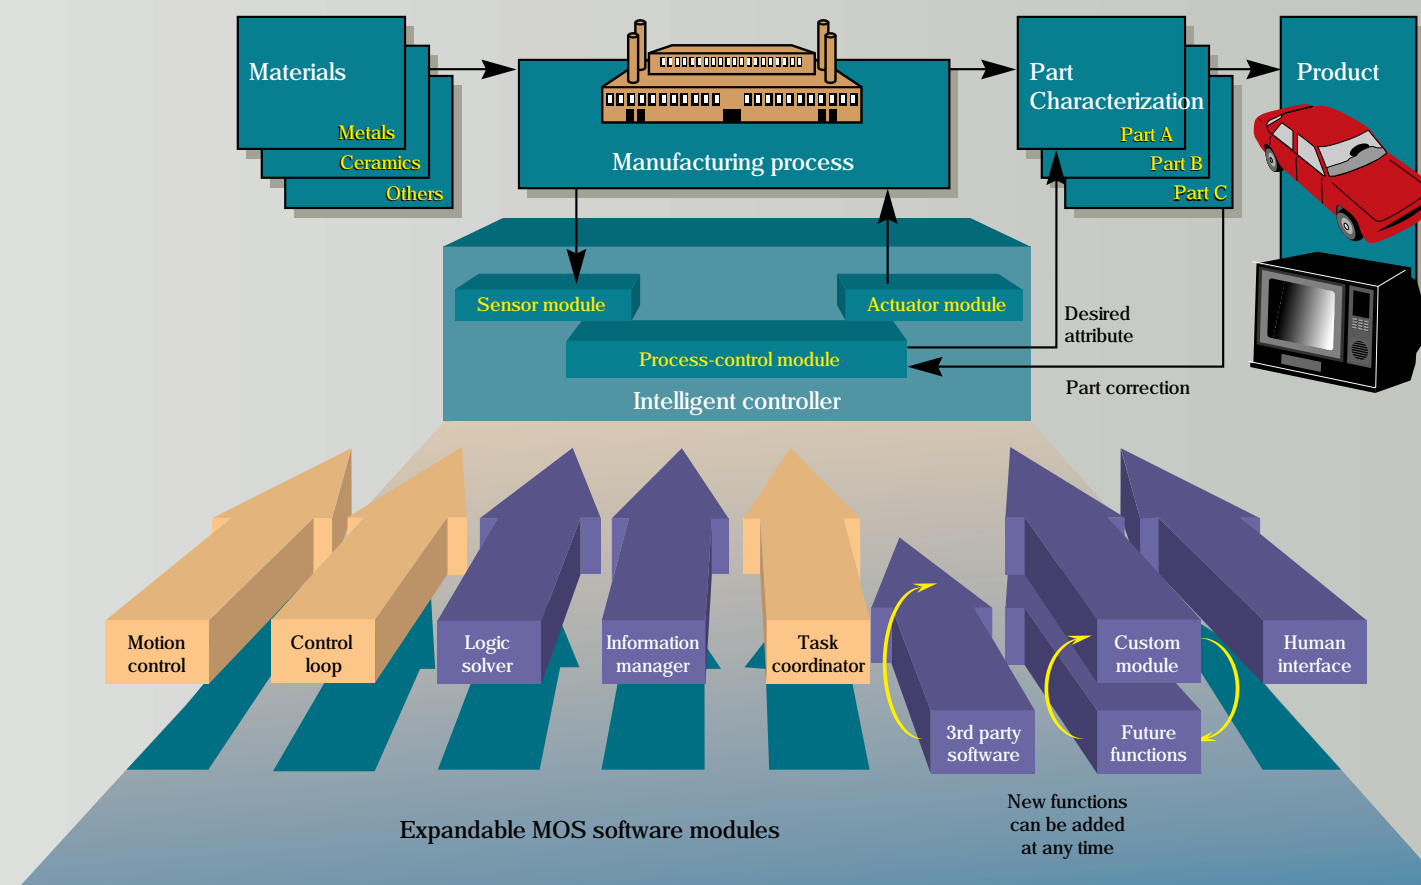 Materials
Metals
Ceramics
Others
Manufacturing process
Part
Characterization
Part A
Part B
Part C
Product
Sensor module
Actuator module
Process-control module
Intelligent controller
Desired
attribute
Part correction
Motion
control
Control
loop
Logic
solver
Information
manager
Task
coordinator
3rd party
software
Custom
module
Future
functions
Human
interface
New functions
can be added
at any time
Expandable MOS software modules